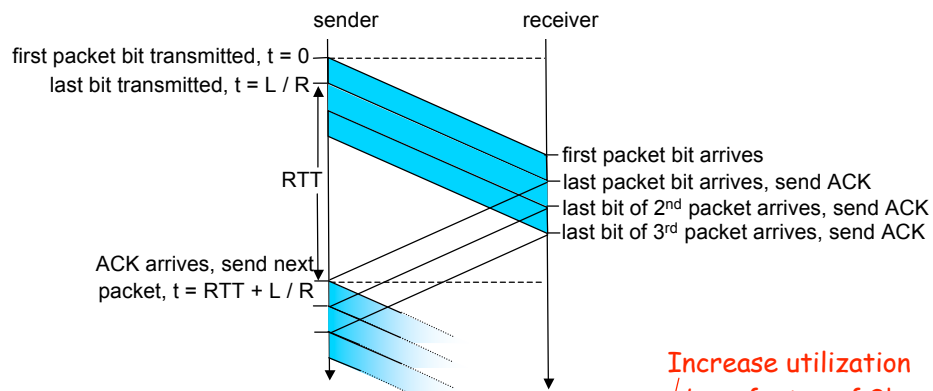 sender
receiver
first packet bit transmitted, t = 0
last bit transmitted, t = L / R
RTT
first packet bit arrives
last packet bit arrives, send ACK
last bit of 2nd packet arrives, send ACK
last bit of 3rd packet arrives, send ACK
ACK arrives, send next
packet, t = RTT + L / R
Increase utilization